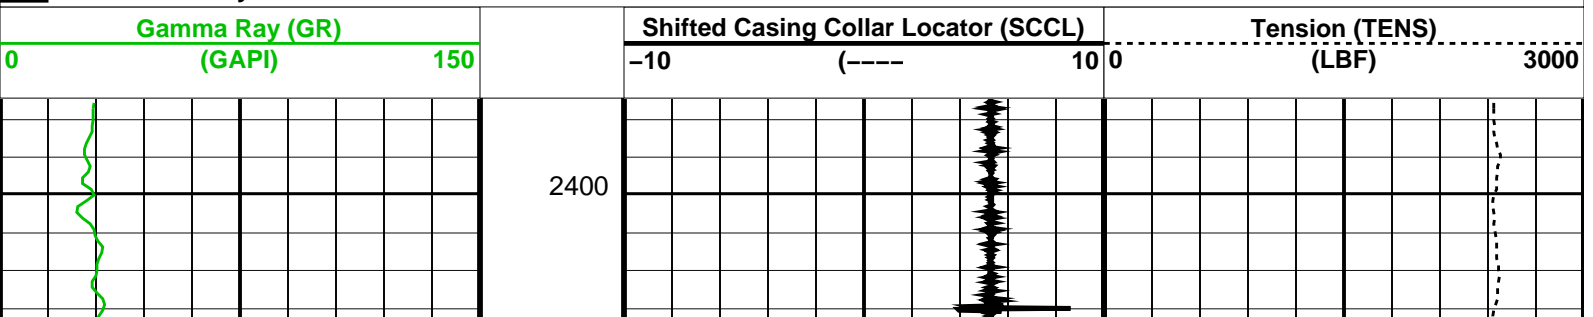 Gamma Ray (GR)
0 (GAPI) 150
Shifted Casing Collar Locator (SCCL)
−10 (−−−− 10
Tension (TENS)
0 (LBF) 3000
2400